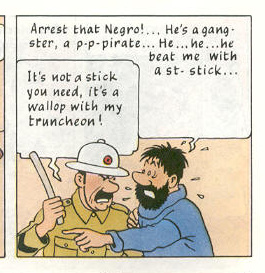 Arrest that Negro!... He's a gang-
ster, a p-p-pirate... He...he...he
beat me with
a st- stick...
It's not a stick
you need, it's a
wallop with my
truncheon!